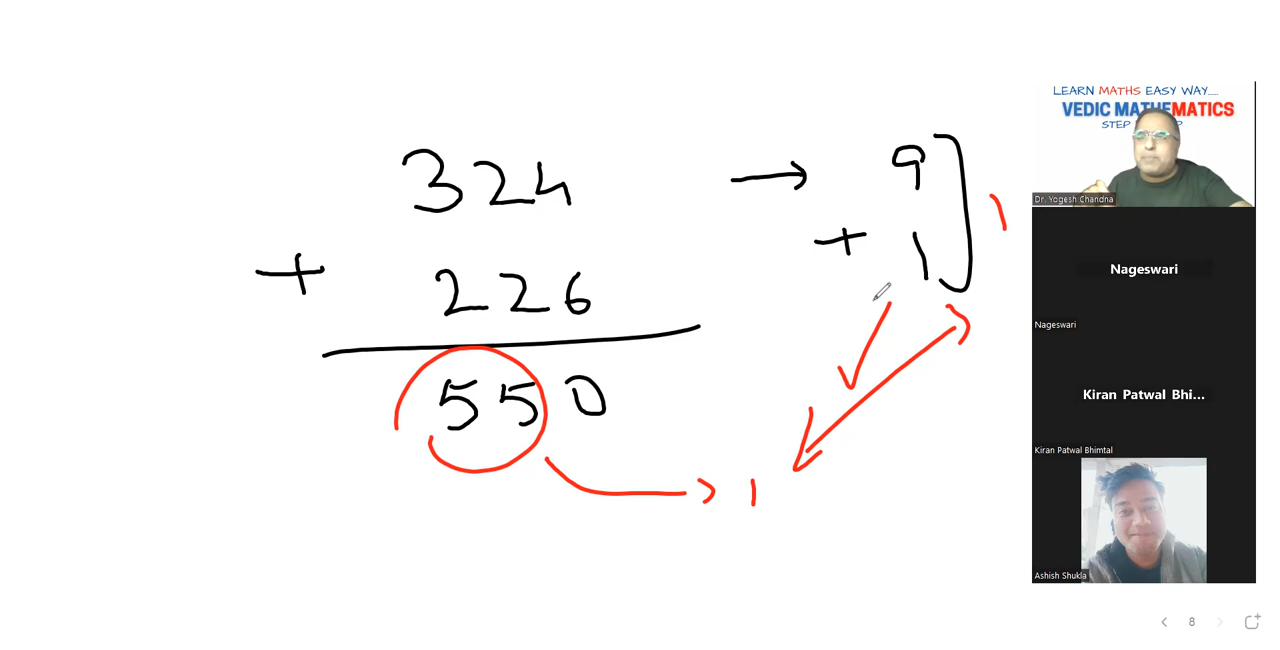 LEARN MATHS EASY WAY.....
VEDIC MATHEMATICS
324 → 9
+ 226 + 1
1
550
1
Dr. Yogesh Chandna
Nageswari
Nageswari
Kiran Patwal Bhi...
Kiran Patwal Bhimtal
Ashish Shukla
8